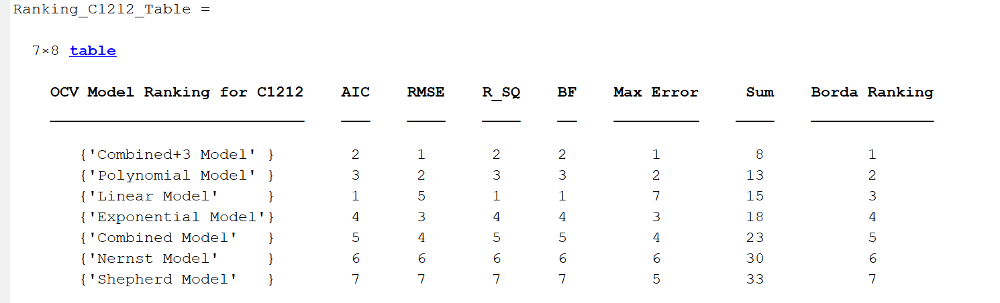 Ranking_C1212_Table =
7×8 table
OCV Model Ranking for C1212    AIC    RMSE    R_SQ    BF    Max Error    Sum    Borda Ranking
{'Combined+3 Model' }    2    1    2    2    1    8    1
{'Polynomial Model' }    3    2    3    3    2    13    2
{'Linear Model'     }    1    5    1    1    7    15    3
{'Exponential Model'}    4    3    4    4    3    18    4
{'Combined Model'   }    5    4    5    5    4    23    5
{'Nernst Model'     }    6    6    6    6    6    30    6
{'Shepherd Model'   }    7    7    7    7    5    33    7